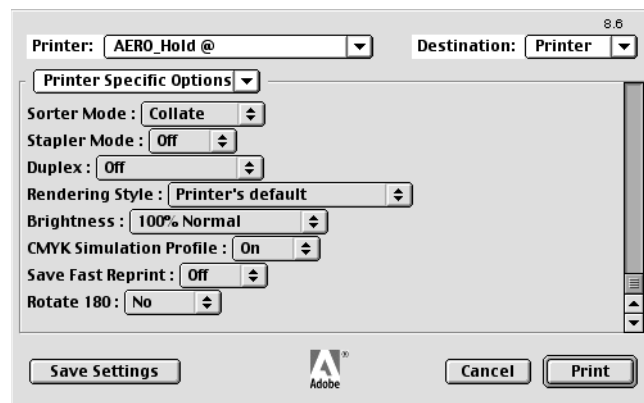 8.6
Printer: AERO_Hold @ Destination: Printer
Printer Specific Options
Sorter Mode : Collate
Stapler Mode : Off
Duplex : Off
Rendering Style : Printer's default
Brightness : 100% Normal
CMYK Simulation Profile : On
Save Fast Reprint : Off
Rotate 180 : No
Save Settings Adobe ® Cancel Print